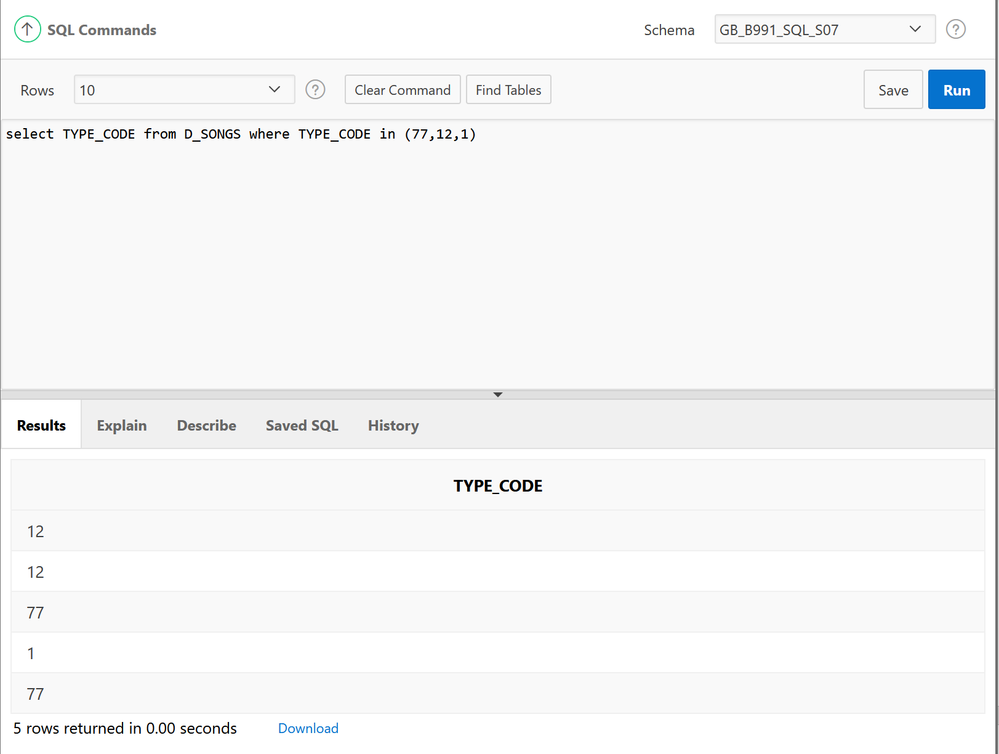 SQL Commands Schema GB_B991_SQL_S07 ?
Rows 10 ? Clear Command Find Tables Save Run
select TYPE_CODE from D_SONGS where TYPE_CODE in (77,12,1)
Results Explain Describe Saved SQL History
TYPE_CODE
12
12
77
1
77
5 rows returned in 0.00 seconds Download